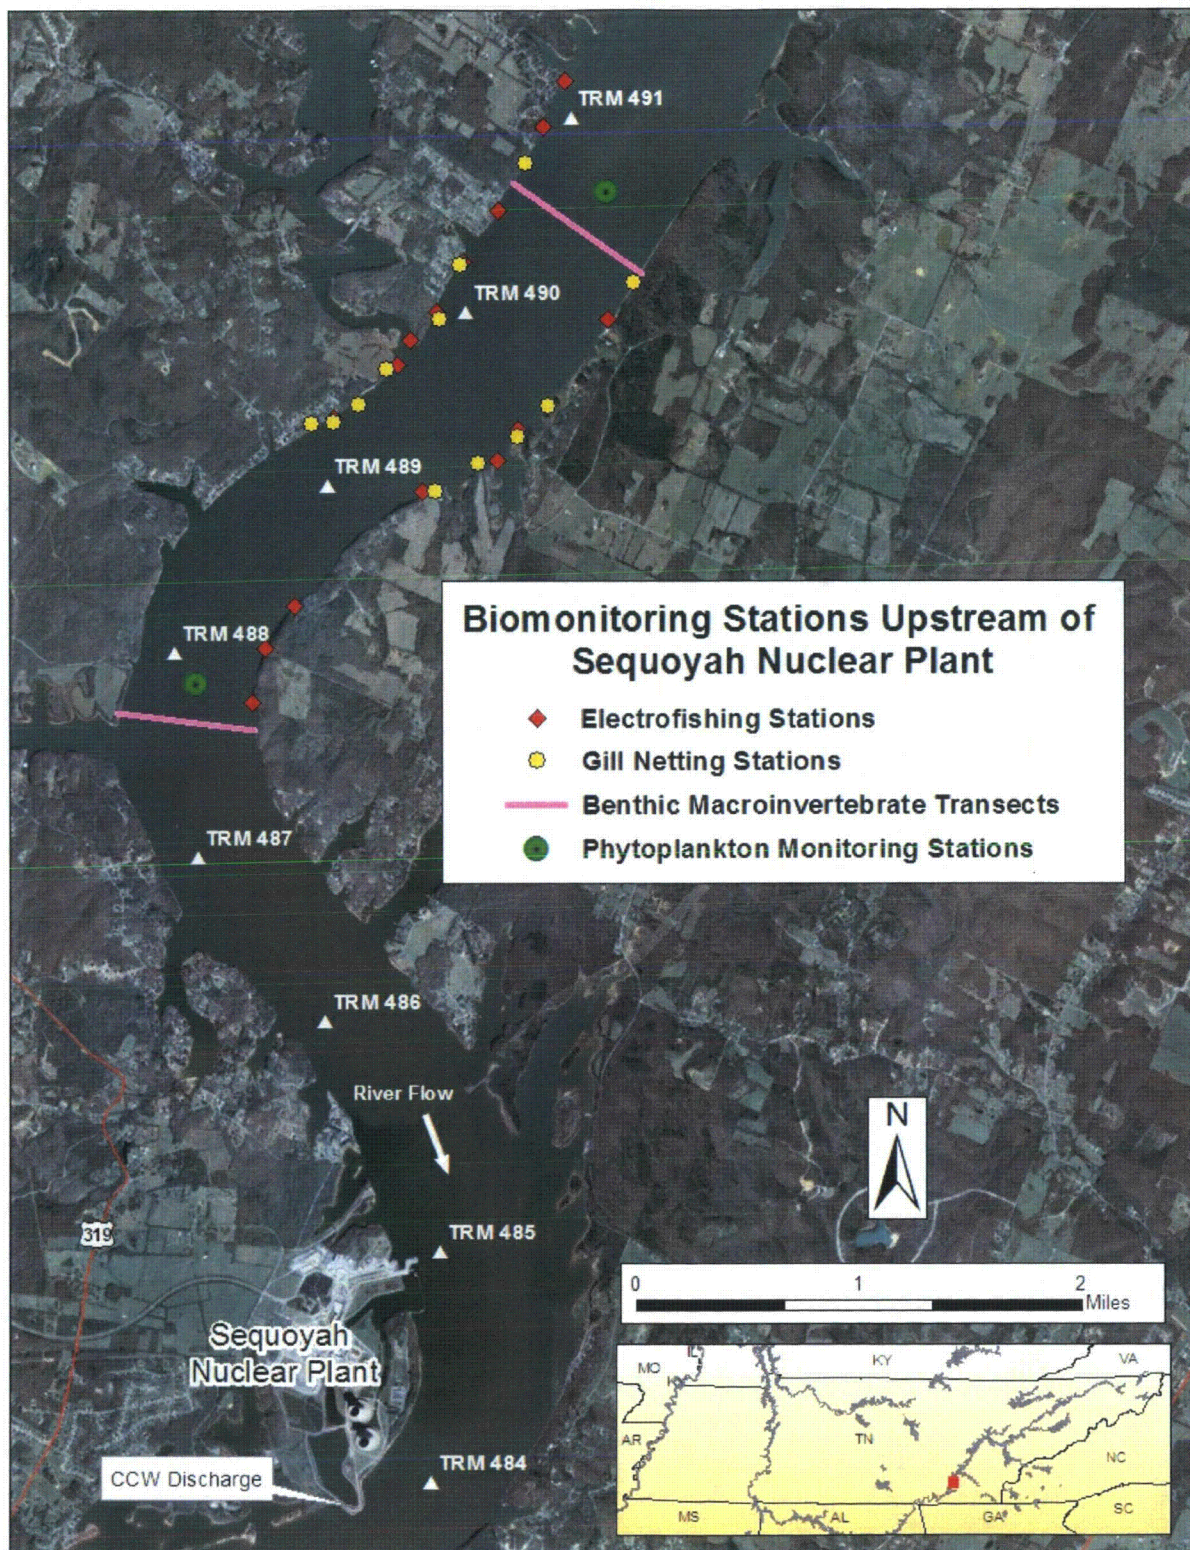 TRM 491
TRM 490
TRM 489
TRM 488
Biomonitoring Stations Upstream of
Sequoyah Nuclear Plant
Electrofishing Stations
Gill Netting Stations
Benthic Macroinvertebrate Transects
Phytoplankton Monitoring Stations
TRM 487
TRM 486
River Flow
N
319
TRM 485
0 1 2
Miles
Sequoyah
Nuclear Plant
CCW Discharge
TRM 484
MO
IL
KY
VA
AR
TN
NC
MS
AL
GA
SC